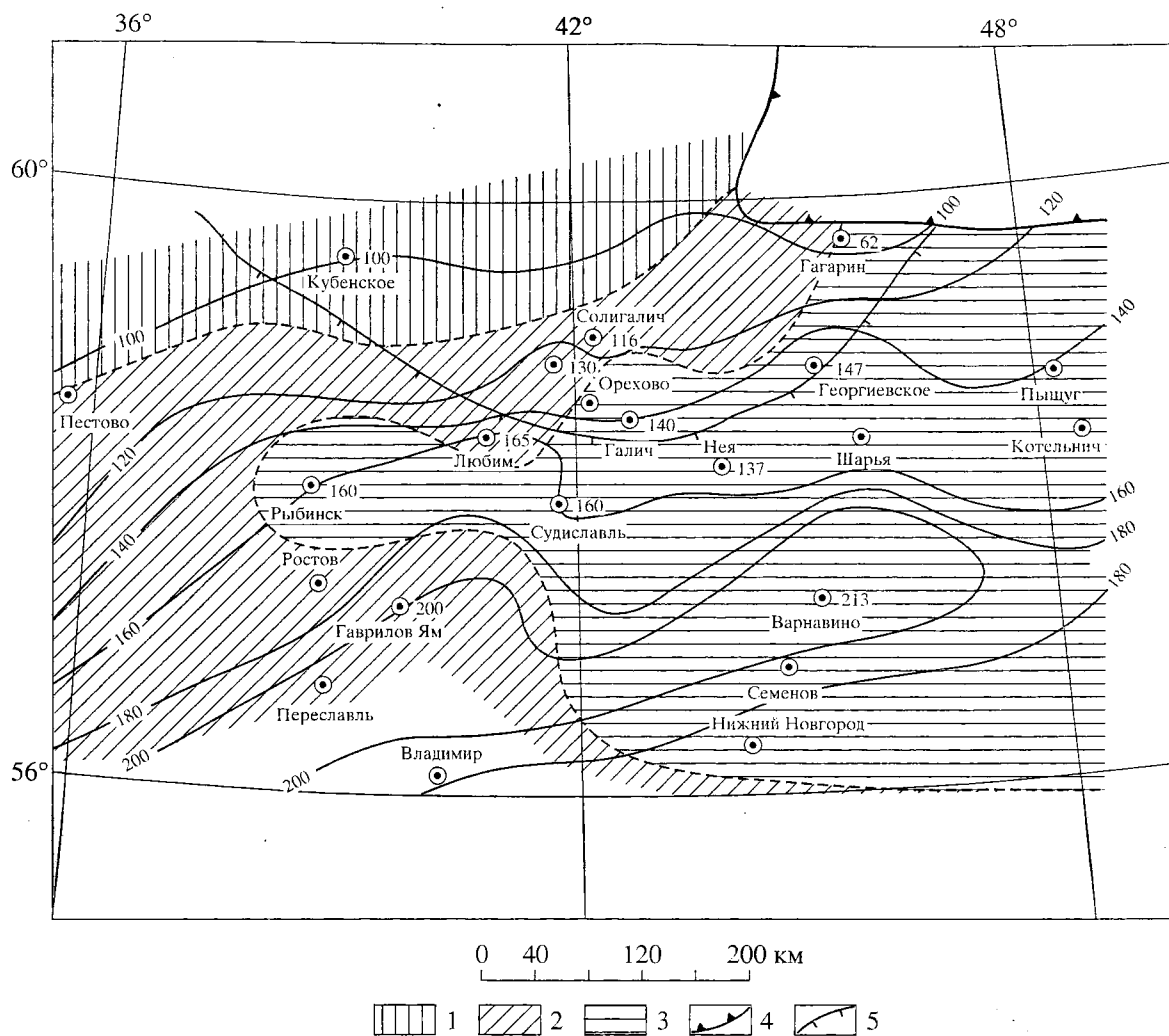 36° 42° 48°
60°
100 120
62
Гагарин
100
Кубенское
Солигалич
116
140
100
130
Орехово
147
Георгиевское
Пыщуг
Пестово
140
Галич
Нея
Шарья
Котельнич
165
Любим
120
137
160
Рыбинск
160
Судиславль
160
180
140
Ростов
180
200
Гаврилов Ям
213
Варнавино
160
Переславль
Семенов
180
Нижний Новгород
200
Владимир
200
56°
0 40 120 200 км
1 2 3 4 5